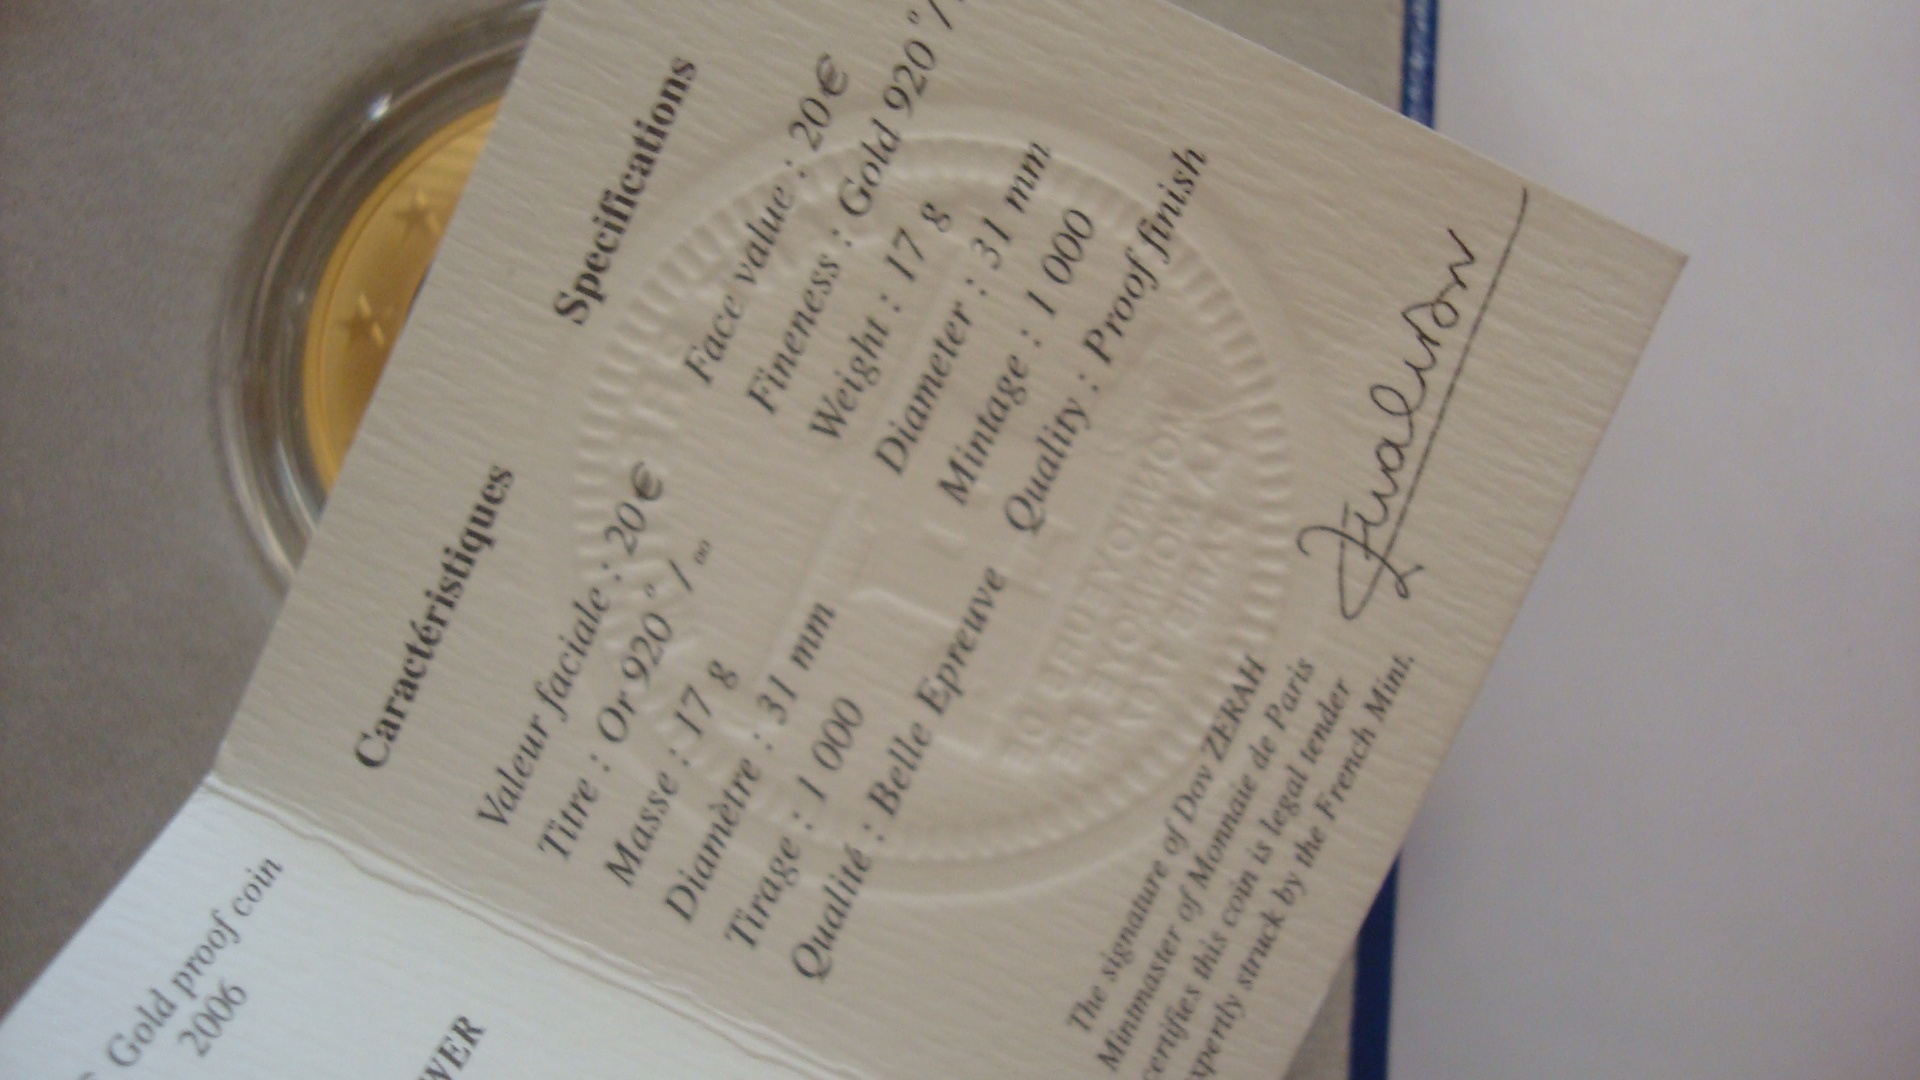 Gold proof coin
2006
WER
Caractéristiques
Valeur faciale : 20€
Titre : Or 920°/°°
Masse : 17 g
Diamètre : 31 mm
Tirage : 1 000
Qualité : Belle Epreuve
Specifications
Face value : 20€
Fineness : Gold 920°/
Weight : 17 g
Diameter : 31 mm
Mintage : 1 000
Quality : Proof finish
The signature of Dov ZERAH
Mintmaster of Monnaie de Paris
certifies this coin is legal tender
xpertly struck by the French Mint.